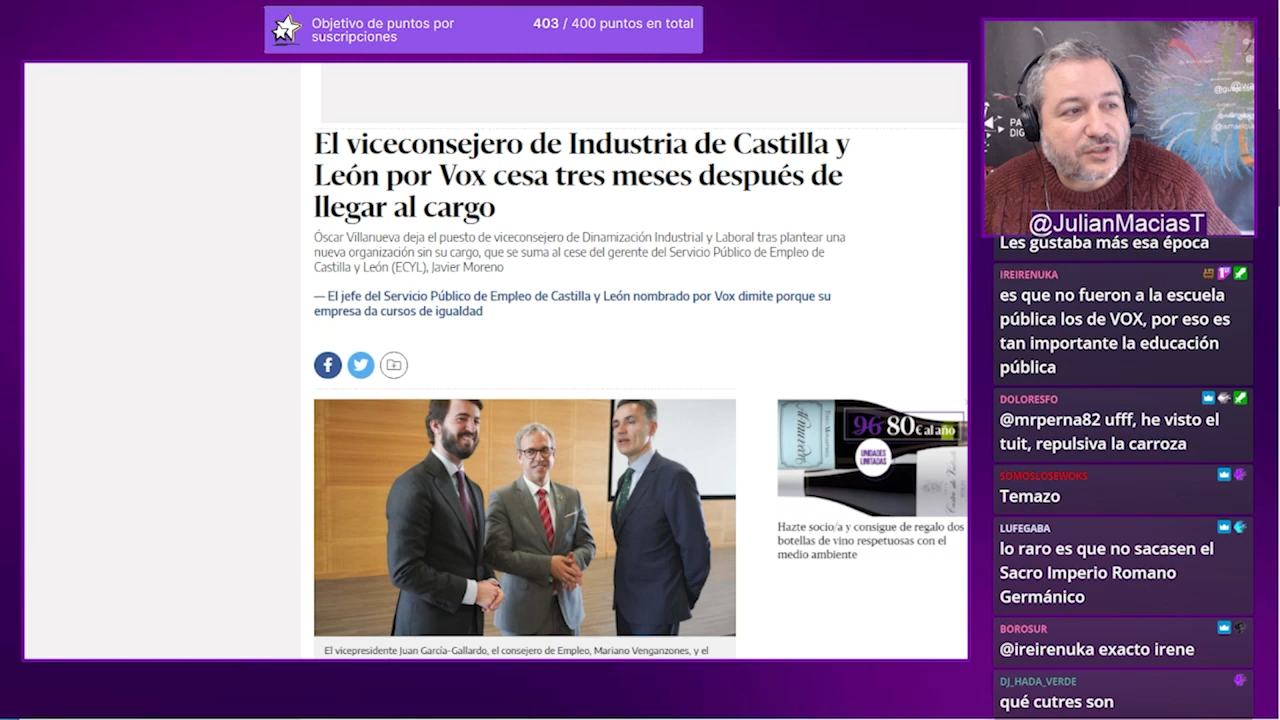 Objetivo de puntos por
suscripciones
403 / 400 puntos en total
El viceconsejero de Industria de Castilla y
León por Vox cesa tres meses después de
llegar al cargo
Óscar Villanueva deja el puesto de viceconsejero de Dinamización Industrial y Laboral tras plantear una
nueva organización sin su cargo, que se suma al cese del gerente del Servicio Público de Empleo de
Castilla y León (ECYL), Javier Moreno
— El jefe del Servicio Público de Empleo de Castilla y León nombrado por Vox dimite porque su
empresa da cursos de igualdad
96 80€ al año
UNIDADES
LIMITADAS
Hazte socio/a y consigue de regalo dos
botellas de vino respetuosas con el
medio ambiente
El vicepresidente Juan García-Gallardo, el consejero de Empleo, Mariano Venganzones, y el
@JulianMaciasT
Les gustaba más esa época
IREIRENUKA
es que no fueron a la escuela
pública los de VOX, por eso es
tan importante la educación
pública
DOLORESFO
@mrperna82 ufff, he visto el
tuit, repulsiva la carroza
SOMOSLOSEWOKS
Temazo
LUFEGABA
lo raro es que no sacasen el
Sacro Imperio Romano
Germánico
BOROSUR
@ireirenuka exacto irene
DJ_HADA_VERDE
qué cutres son